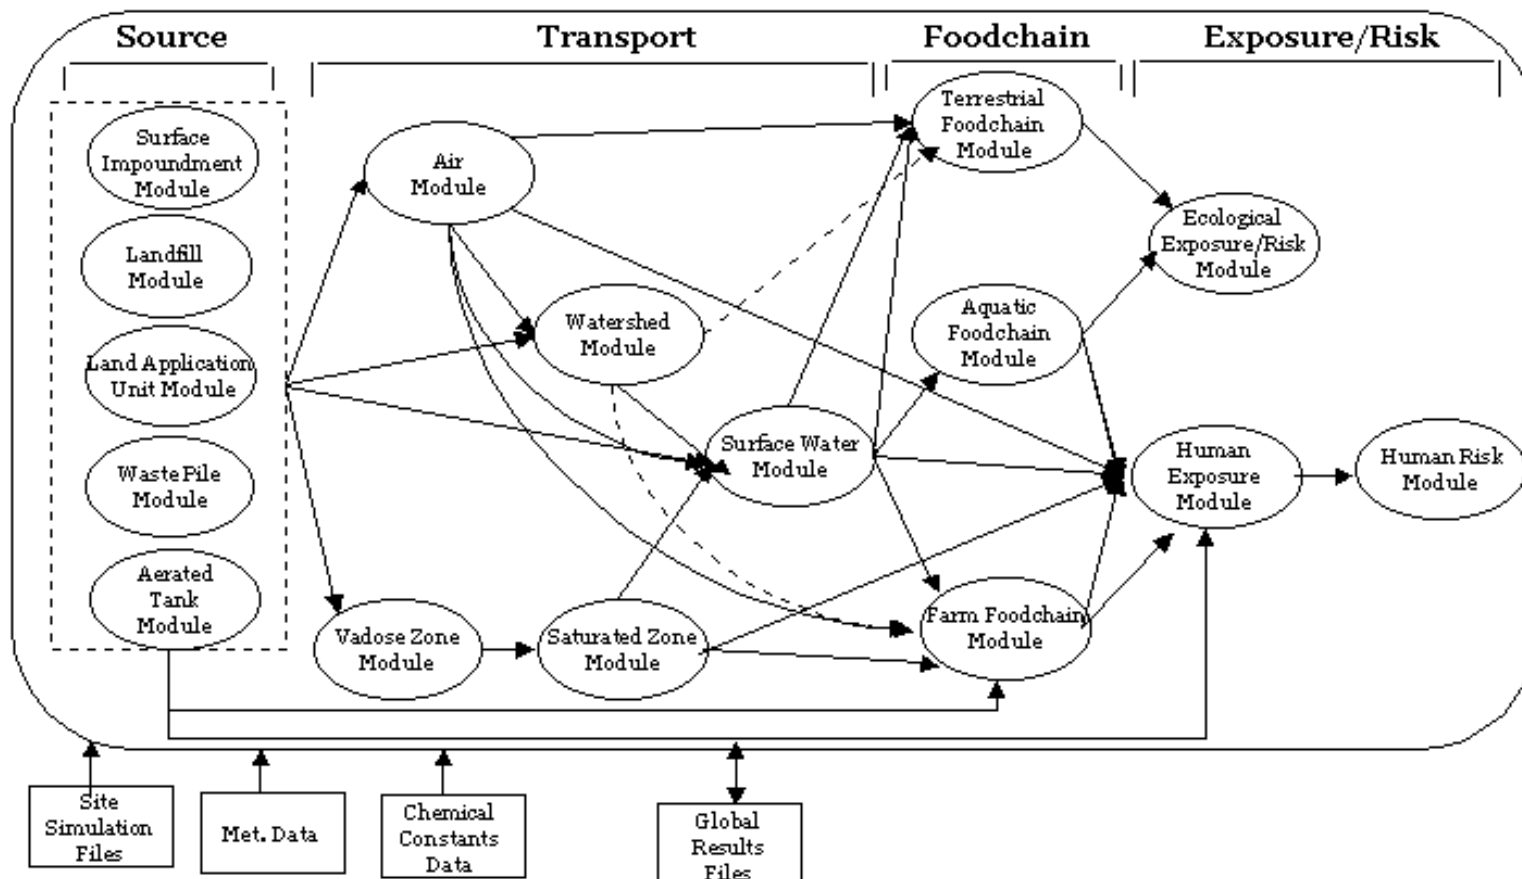 Source
Transport
Foodchain
Exposure/Risk
Surface
Impoundment
Module
Landfill
Module
Land Application
Unit Module
Waste Pile
Module
Aerated
Tank
Module
Air
Module
Watershed
Module
Surface Water
Module
Vadose Zone
Module
Saturated Zone
Module
Terrestrial
Foodchain
Module
Aquatic
Foodchain
Module
Farm Foodchain
Module
Ecological
Exposure/Risk
Module
Human
Exposure
Module
Human Risk
Module
Site
Simulation
Files
Met. Data
Chemical
Constants
Data
Global
Results
Files